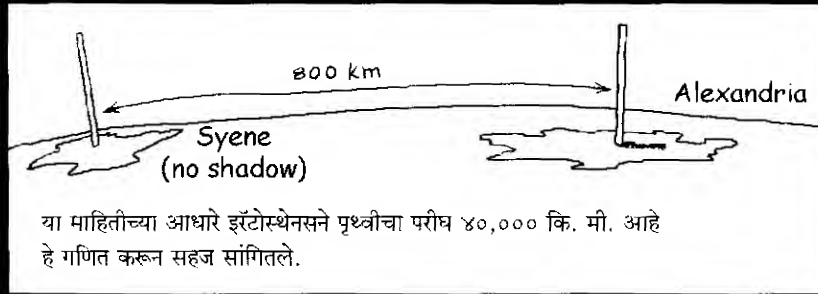 800 km
Alexandria
Syene
(no shadow)
या माहितीच्या आधारे इरॅटोस्थेनसने पृथ्वीचा परीघ ४०,००० कि. मी. आहे
हे गणित करून सहज सांगितले.